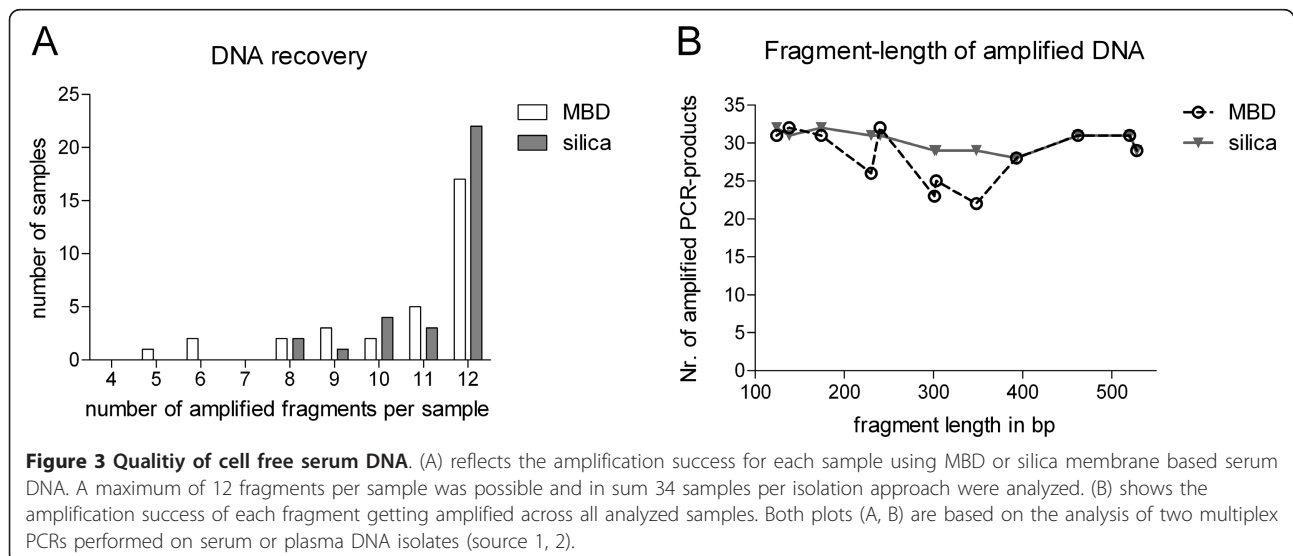 A
DNA recovery
25
20
15
10
5
0
number of samples
4 5 6 7 8 9 10 11 12
number of amplified fragments per sample
MBD
silica
B
Fragment-length of amplified DNA
35
30
25
20
15
10
5
0
Nr. of amplified PCR-products
100 200 300 400 500
fragment length in bp
MBD
silica
Figure 3 Qualitiy of cell free serum DNA. (A) reflects the amplification success for each sample using MBD or silica membrane based serum
DNA. A maximum of 12 fragments per sample was possible and in sum 34 samples per isolation approach were analyzed. (B) shows the
amplification success of each fragment getting amplified across all analyzed samples. Both plots (A, B) are based on the analysis of two multiplex
PCRs performed on serum or plasma DNA isolates (source 1, 2).